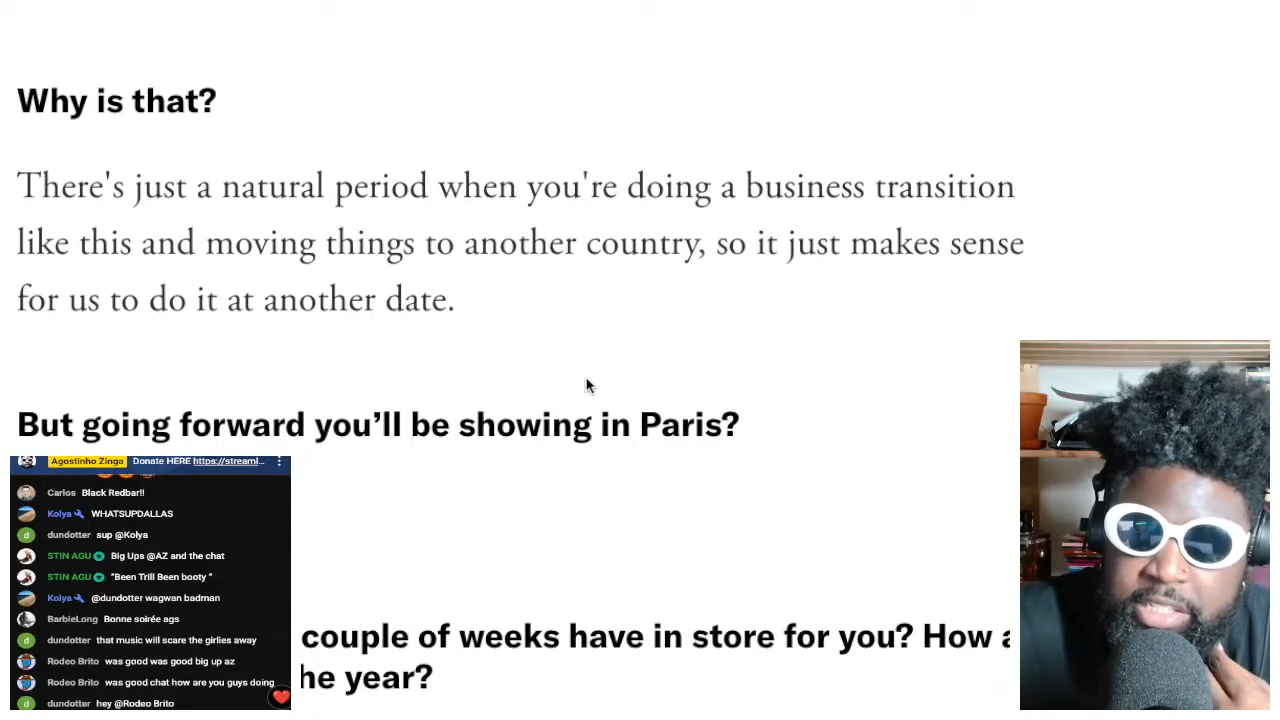 Why is that?
There's just a natural period when you're doing a business transition
like this and moving things to another country, so it just makes sense
for us to do it at another date.
But going forward you’ll be showing in Paris?
Agostinho Zinga Donate HERE https://streaml...
Carlos Black Redbar!!
Kolya WHATSUPDALLAS
dundotter sup @Kolya
STIN AGU Big Ups @AZ and the chat
STIN AGU "Been Trill Been booty "
Kolya @dundotter wagwan badman
BarbieLong Bonne soirée ags
dundotter that music will scare the girlies away
Rodeo Brito was good was good big up az
Rodeo Brito was good chat how are you guys doing
dundotter hey @Rodeo Brito
couple of weeks have in store for you? How
he year?